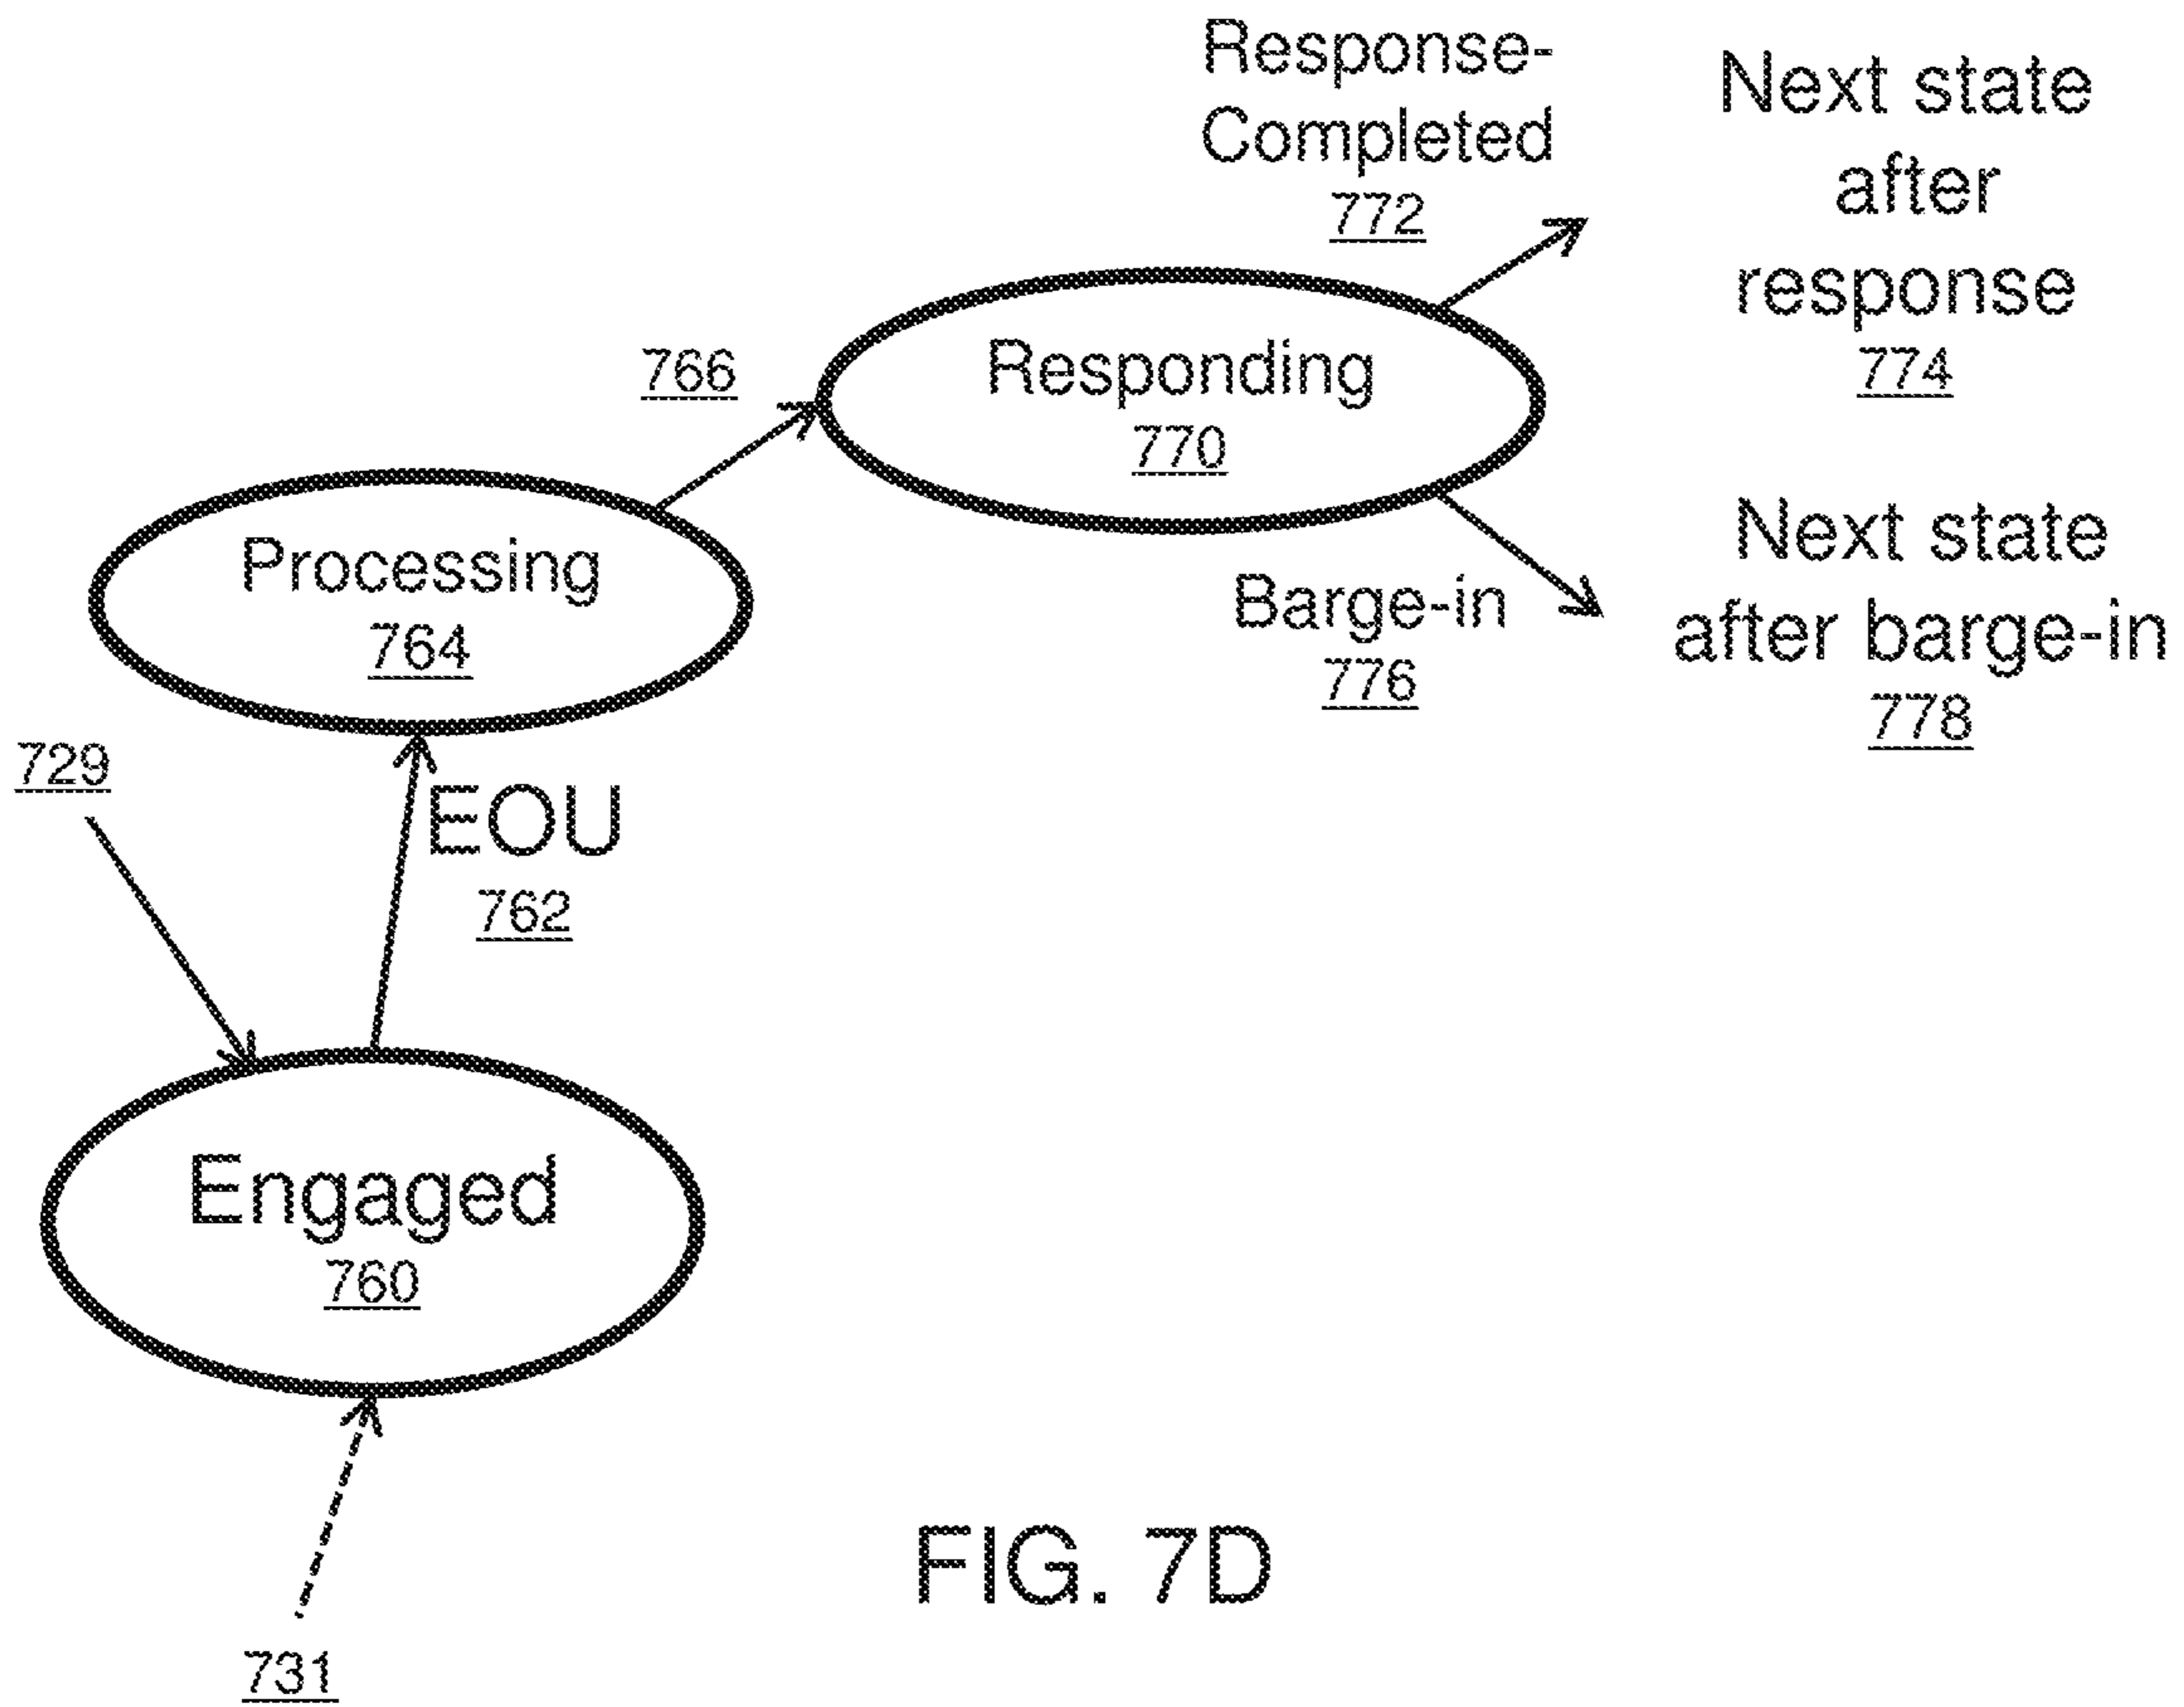 Response-
Completed
772
Next state
after
response
774
766
Responding
770
Processing
764
Barge-in
776
Next state
after barge-in
778
729
EOU
762
Engaged
760
731
FIG. 7D